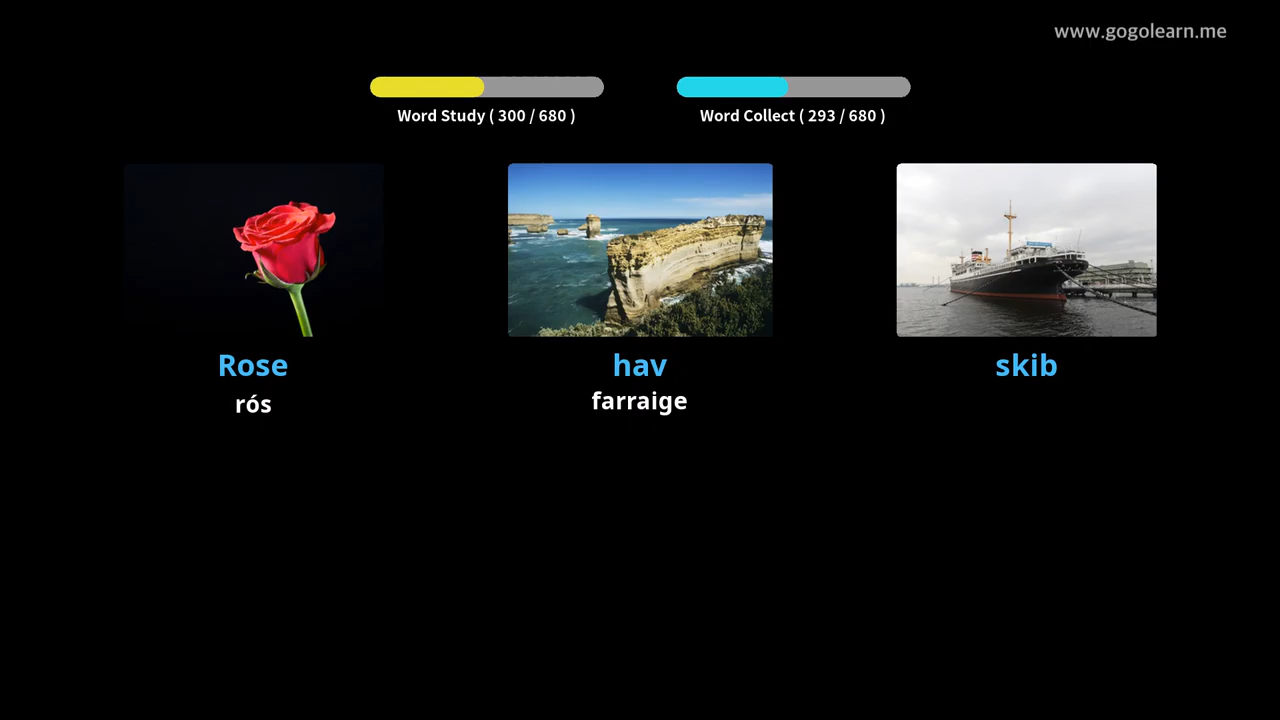 www.gogolearn.me
Word Study ( 300 / 680 )
Word Collect ( 293 / 680 )
Rose
rós
hav
farraige
skib